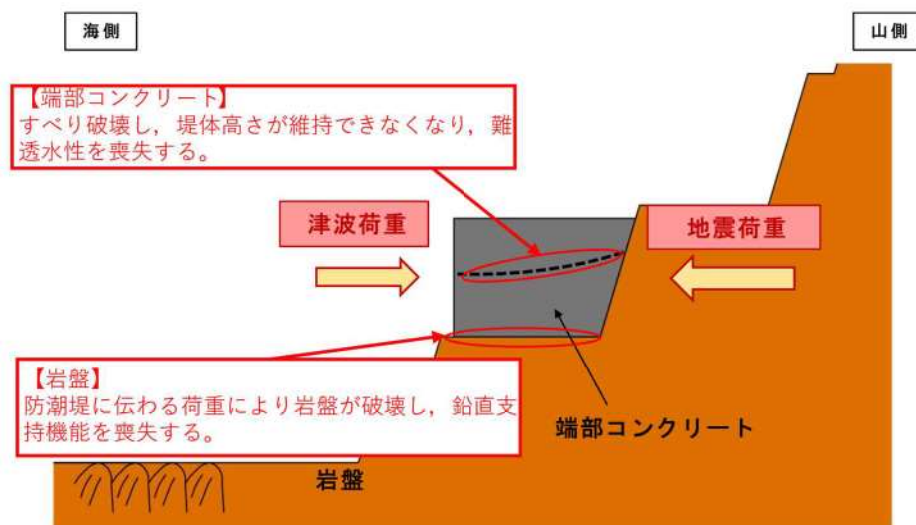 海側
山側
【端部コンクリート】
すべり破壊し，堤体高さが維持できなくなり，難
透水性を喪失する。
津波荷重
地震荷重
【岩盤】
防潮堤に伝わる荷重により岩盤が破壊し，鉛直支
持機能を喪失する。
端部コンクリート
岩盤